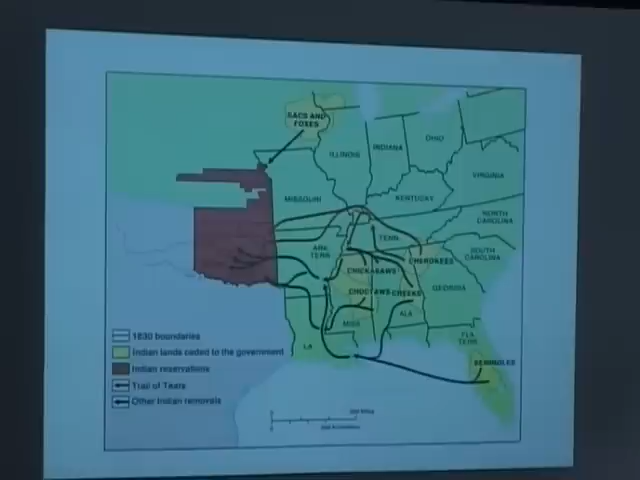 SACS AND
FOXES
OHIO
INDIANA
ILLINOIS
VIRGINIA
KENTUCKY
MISSOURI
NORTH
CAROLINA
TENN.
SOUTH
CAROLINA
ARK.
TERR.
CHEROKEES
CHICKASAWS
GEORGIA
CHOCTAWS
CREEKS
ALA
MISS
FLA
TERR.
LA
SEMINOLES
1830 boundaries
Indian lands ceded to the government
Indian reservations
Trail of Tears
Other Indian removals